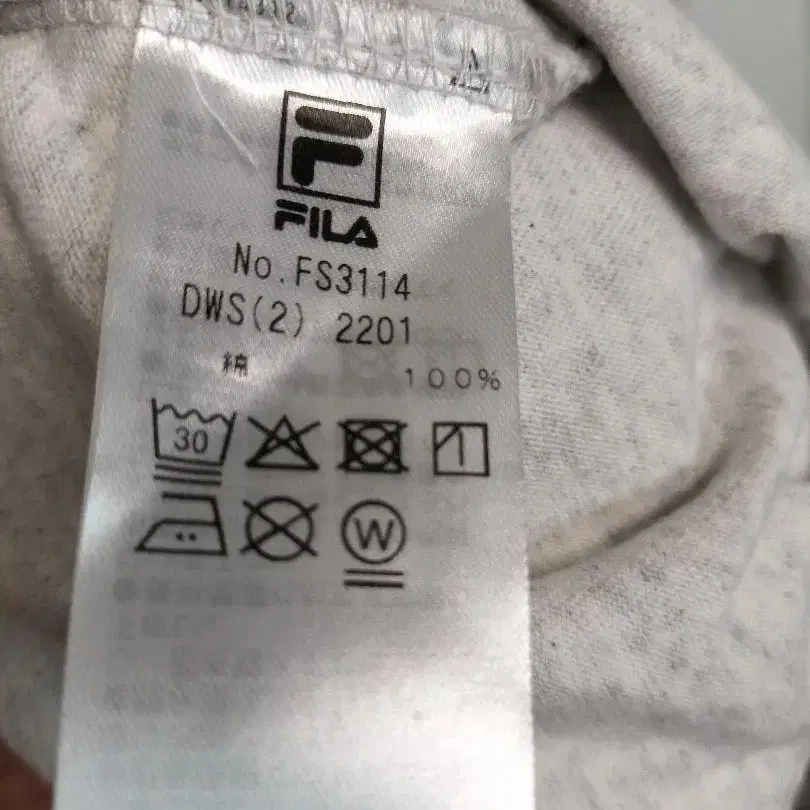 FILA
No.FS3114
DWS(2) 2201
綿 100%
30
W